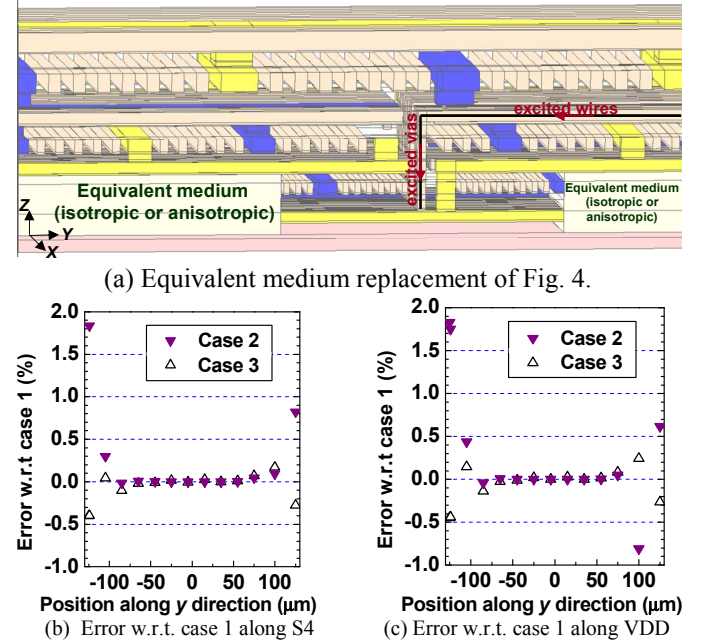 excited wires
excited vias
Equivalent medium
(isotropic or anisotropic)
Equivalent medium
(isotropic or
anisotropic)
Z
Y
X
(a) Equivalent medium replacement of Fig. 4.
2.0
1.5
1.0
0.5
0.0
-0.5
-1.0
Error w.r.t case 1 (%)
Case 2
Case 3
-100 -50 0 50 100
Position along y direction (μm)
(b) Error w.r.t. case 1 along S4
2.0
1.5
1.0
0.5
0.0
-0.5
-1.0
Error w.r.t case 1 (%)
Case 2
Case 3
-100 -50 0 50 100
Position along y direction (μm)
(c) Error w.r.t. case 1 along VDD